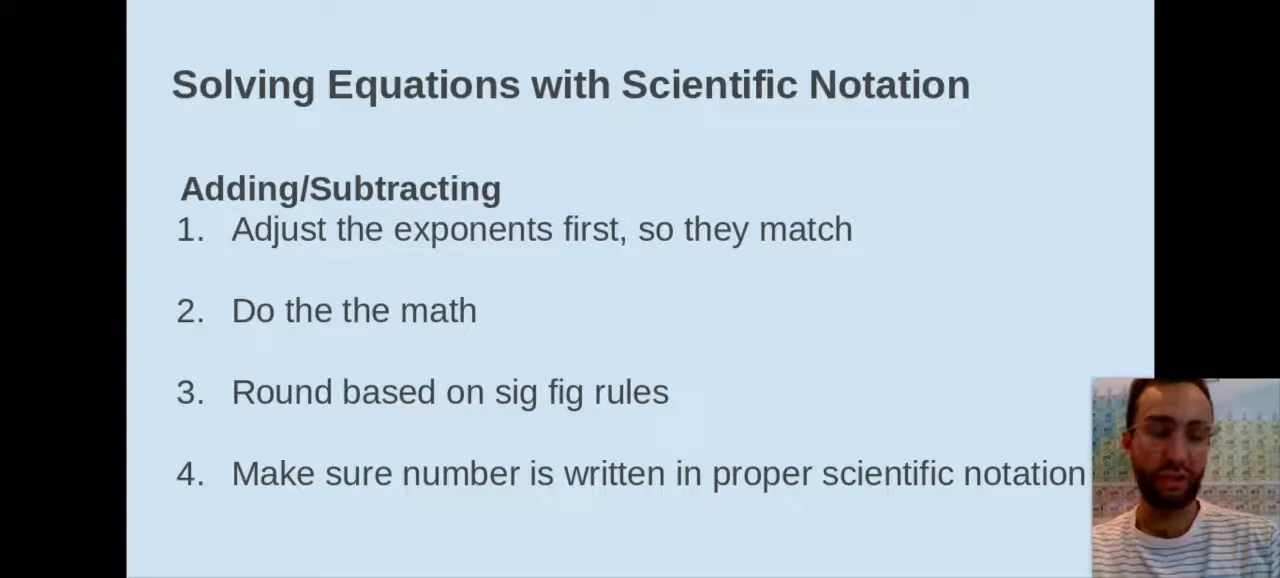 Solving Equations with Scientific Notation
Adding/Subtracting
1. Adjust the exponents first, so they match
2. Do the the math
3. Round based on sig fig rules
4. Make sure number is written in proper scientific notation